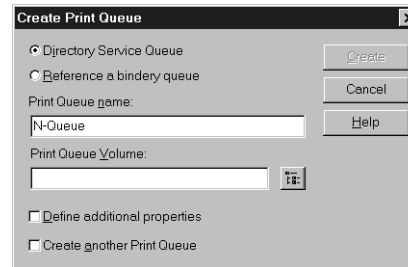 Create Print Queue
Directory Service Queue
Reference a bindery queue
Create
Cancel
Help
Print Queue name:
N-Queue
Print Queue Volume:
Define additional properties
Create another Print Queue